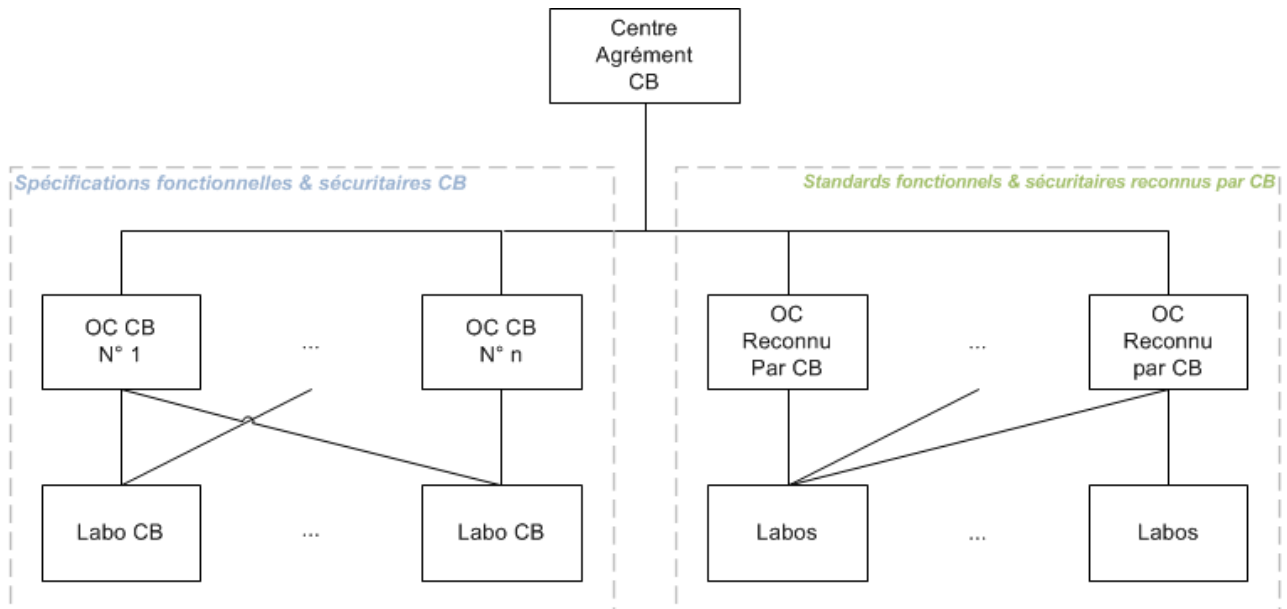 Centre
Agrément
CB
Spécifications fonctionnelles & sécuritaires CB
Standards fonctionnels & sécuritaires reconnus par CB
OC CB
N° 1
...
OC CB
N° n
OC
Reconnu
Par CB
...
OC
Reconnu
par CB
Labo CB
...
Labo CB
Labos
...
Labos